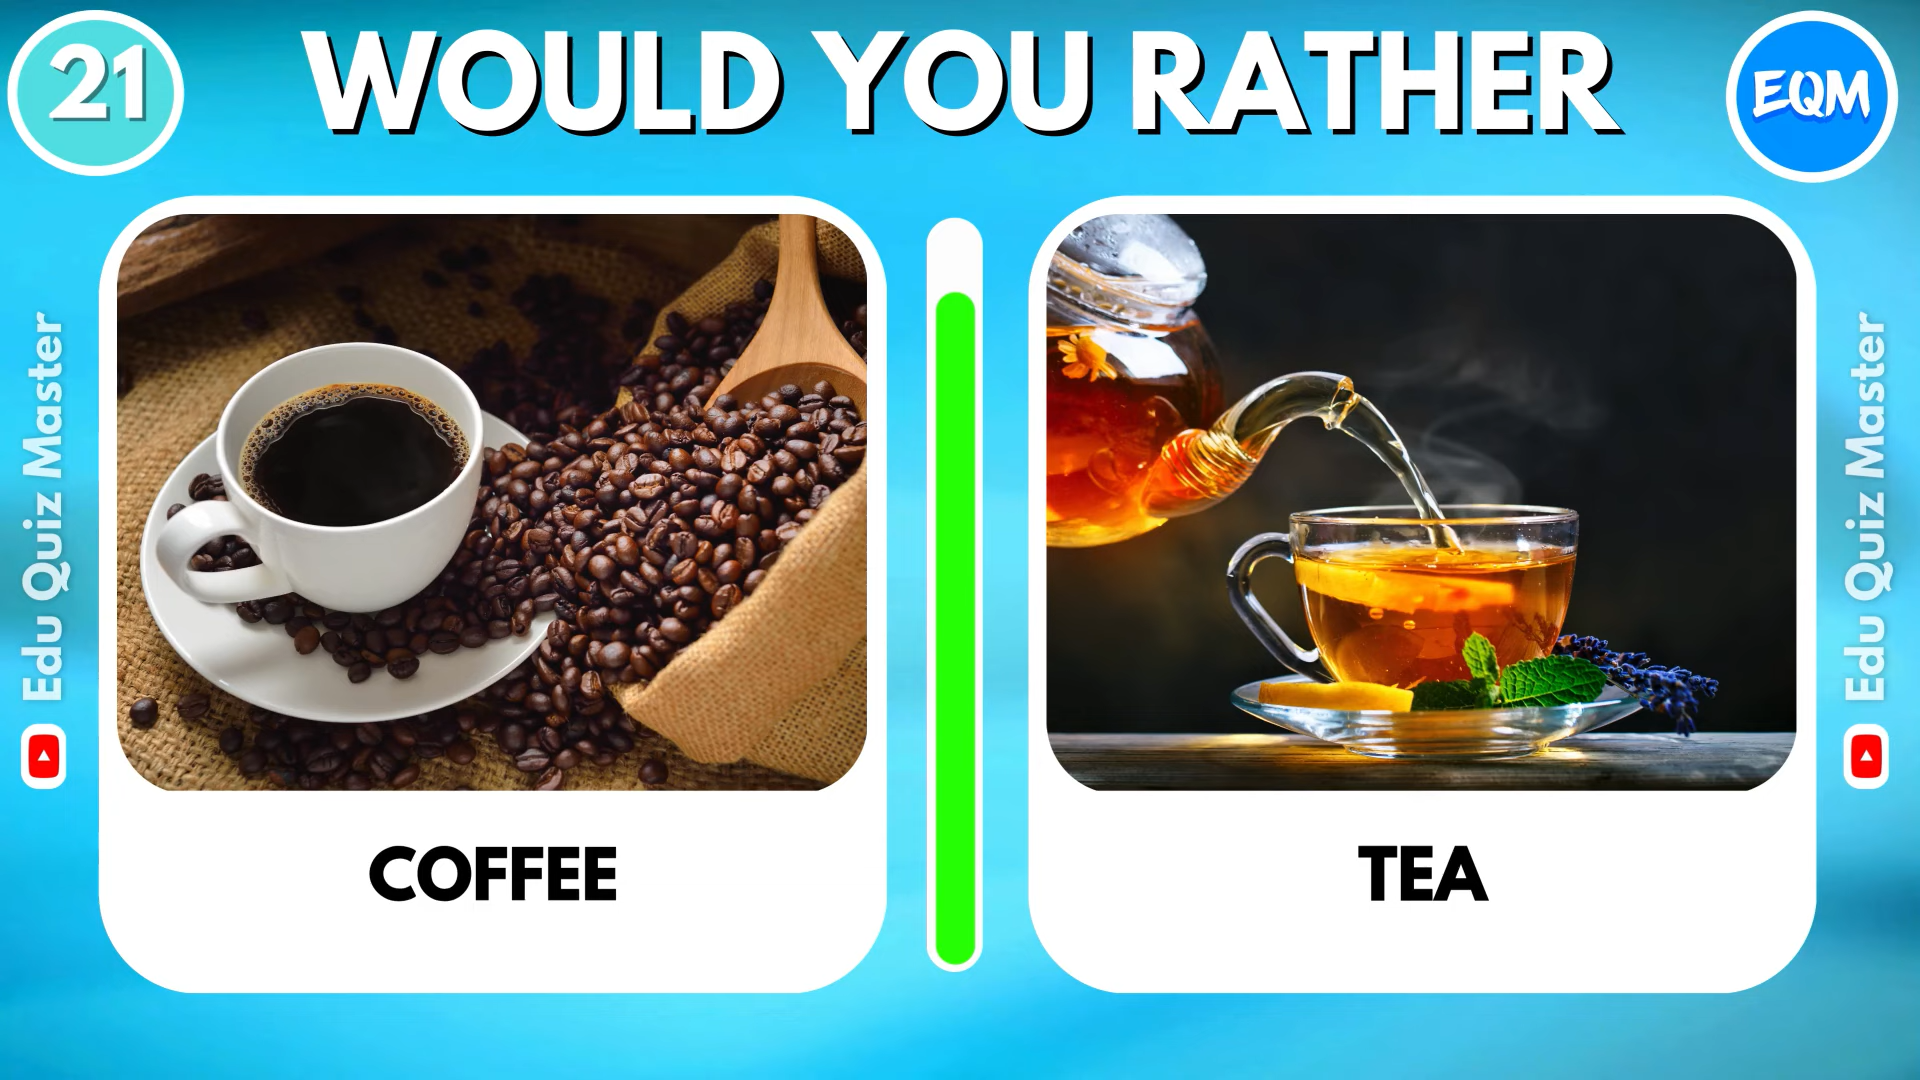 21
WOULD YOU RATHER
EQM
Edu Quiz Master
Edu Quiz Master
COFFEE
TEA